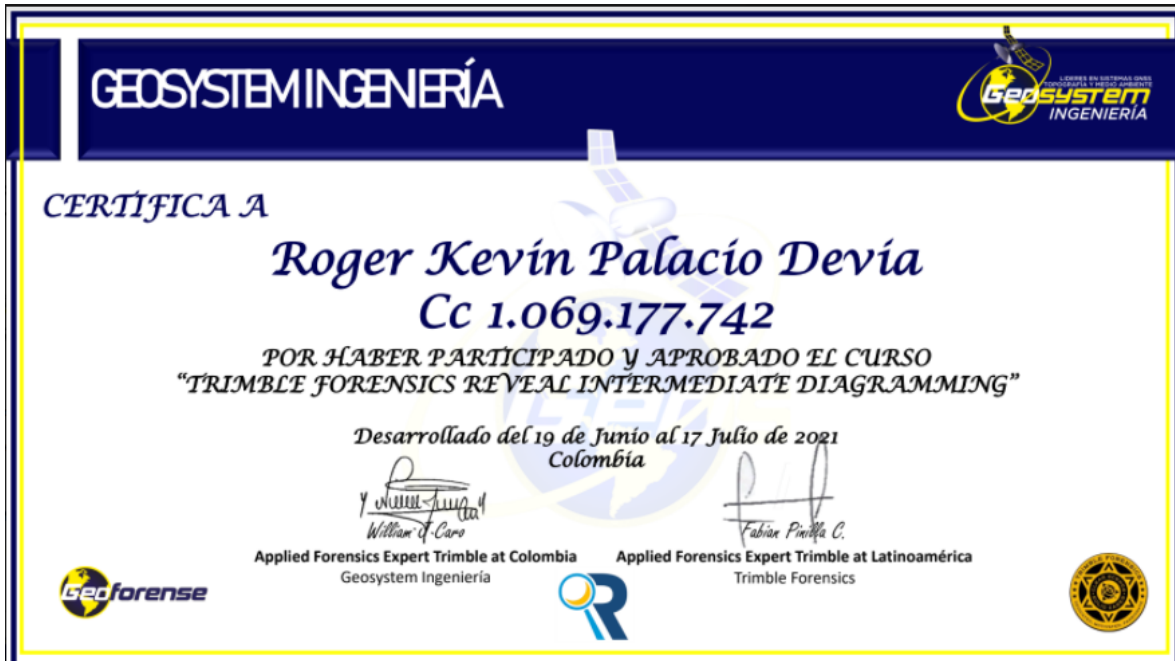 GEOSYSTEM INGENIERÍA
LIDERES EN SISTEMAS GNSS
TOPOGRAFÍA Y MEDIO AMBIENTE
Geosystem
INGENIERÍA
CERTIFICA A
Roger Kevin Palacio Devia
Cc 1.069.177.742
POR HABER PARTICIPADO Y APROBADO EL CURSO
“TRIMBLE FORENSICS REVEAL INTERMEDIATE DIAGRAMMING”
Desarrollado del 19 de Junio al 17 Julio de 2021
Colombia
William J. Caro
Fabian Pinilla C.
Applied Forensics Expert Trimble at Colombia
Applied Forensics Expert Trimble at Latinoamérica
Geosystem Ingeniería
Trimble Forensics
Geoforense
R
TRIMBLE FORENSICS